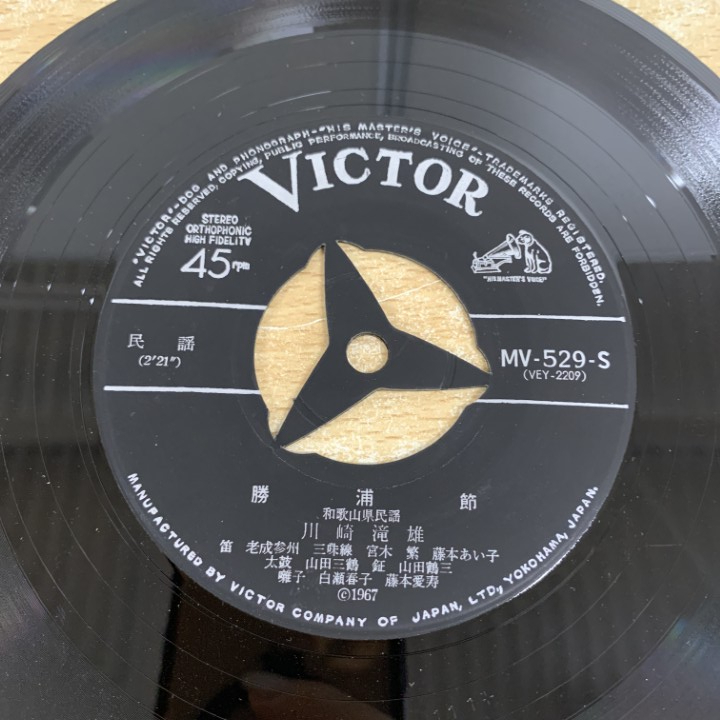 "VICTOR"-DOG AND PHONOGRAPH-"HIS MASTER'S VOICE"-TRADEMARKS REGISTERED.
ALL RIGHTS RESERVED, COPYING, PUBLIC PERFORMANCE, BROADCASTING OF THESE RECORDS ARE FORBIDDEN.
VICTOR
STEREO
ORTHOPHONIC
HIGH FIDELITY
45 rpm
"HIS MASTER'S VOICE"
民謡
(2'21")
MV-529-S
(VEY-2209)
勝浦節
和歌山県民謡
川崎滝雄
笛 老成参州 三味線 宮木 繁 藤本あい子
太鼓 山田三鶴 鉦 山田鶴三
囃子 白瀬春子 藤本愛寿
©1967
MANUFACTURED BY VICTOR COMPANY OF JAPAN, LTD, YOKOHAMA, JAPAN.